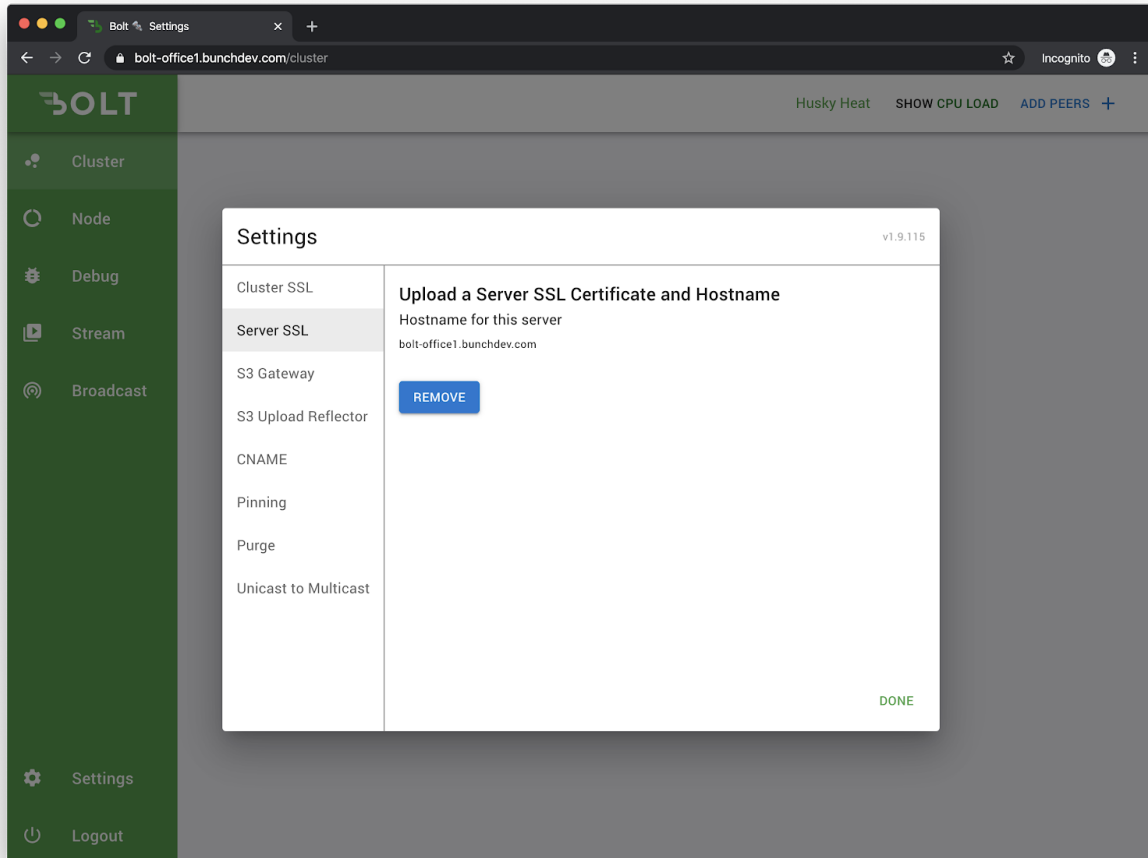 Bolt 🔩 Settings
bolt-office1.bunchdev.com/cluster
Incognito
BOLT
Husky Heat SHOW CPU LOAD ADD PEERS +
Cluster
Node
Debug
Stream
Broadcast
Settings
Logout
Settings
v1.9.115
Cluster SSL
Server SSL
S3 Gateway
S3 Upload Reflector
CNAME
Pinning
Purge
Unicast to Multicast
Upload a Server SSL Certificate and Hostname
Hostname for this server
bolt-office1.bunchdev.com
REMOVE
DONE